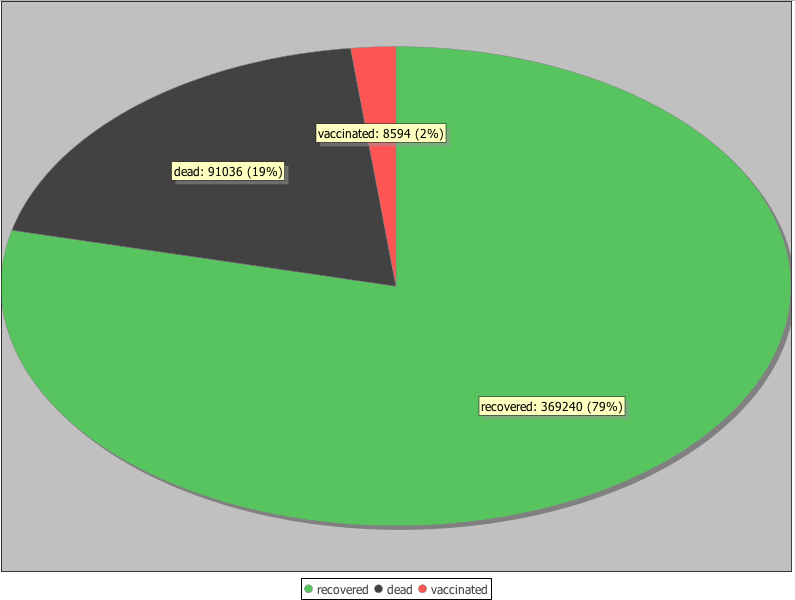 vaccinated: 8594 (2%)
dead: 91036 (19%)
recovered: 369240 (79%)
recovered dead vaccinated